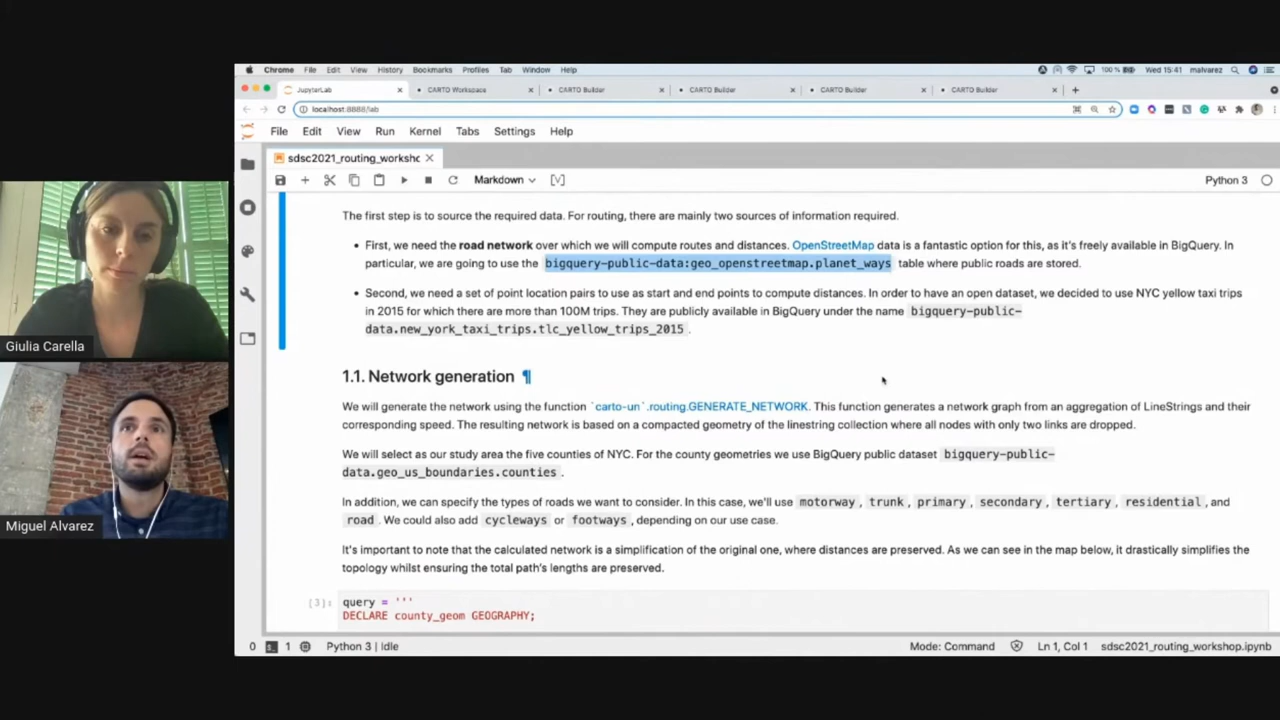 Chrome File Edit View History Bookmarks Profiles Tab Window Help 100 % Wed 15:41 malvarez
JupyterLab CARTO Workspace CARTO Builder CARTO Builder CARTO Builder CARTO Builder
localhost:8888/lab
File Edit View Run Kernel Tabs Settings Help
sdsc2021_routing_worksho
Markdown Python 3
The first step is to source the required data. For routing, there are mainly two sources of information required.
• First, we need the road network over which we will compute routes and distances. OpenStreetMap data is a fantastic option for this, as it's freely available in BigQuery. In
particular, we are going to use the bigquery-public-data:geo_openstreetmap.planet_ways table where public roads are stored.
• Second, we need a set of point location pairs to use as start and end points to compute distances. In order to have an open dataset, we decided to use NYC yellow taxi trips
in 2015 for which there are more than 100M trips. They are publicly available in BigQuery under the name bigquery-public-
data.new_york_taxi_trips.tlc_yellow_trips_2015 .
1.1. Network generation ¶
We will generate the network using the function `carto-un`.routing.GENERATE_NETWORK. This function generates a network graph from an aggregation of LineStrings and their
corresponding speed. The resulting network is based on a compacted geometry of the linestring collection where all nodes with only two links are dropped.
We will select as our study area the five counties of NYC. For the county geometries we use BigQuery public dataset bigquery-public-
data.geo_us_boundaries.counties .
In addition, we can specify the types of roads we want to consider. In this case, we'll use motorway , trunk , primary , secondary , tertiary , residential , and
road . We could also add cycleways or footways , depending on our use case.
It's important to note that the calculated network is a simplification of the original one, where distances are preserved. As we can see in the map below, it drastically simplifies the
topology whilst ensuring the total path's lengths are preserved.
[3]: query = '''
DECLARE county_geom GEOGRAPHY;
0 1 Python 3 | Idle Mode: Command Ln 1, Col 1 sdsc2021_routing_workshop.ipynb
Giulia Carella
Miguel Alvarez